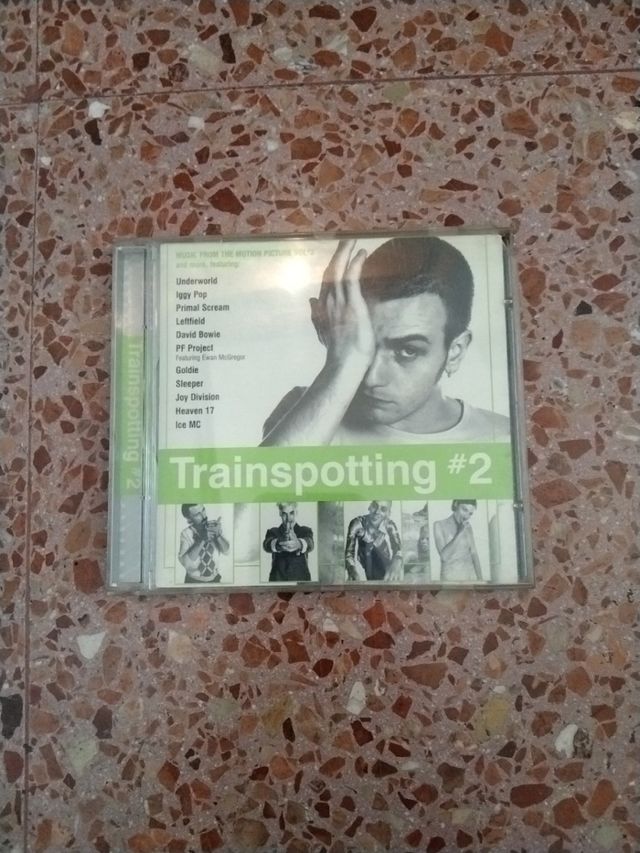 MUSIC FROM THE MOTION PICTURE VOL#2
and more, featuring:
Underworld
Iggy Pop
Primal Scream
Leftfield
David Bowie
PF Project
Featuring Ewan McGregor
Goldie
Sleeper
Joy Division
Heaven 17
Ice MC
Trainspotting #2
Trainspotting #2